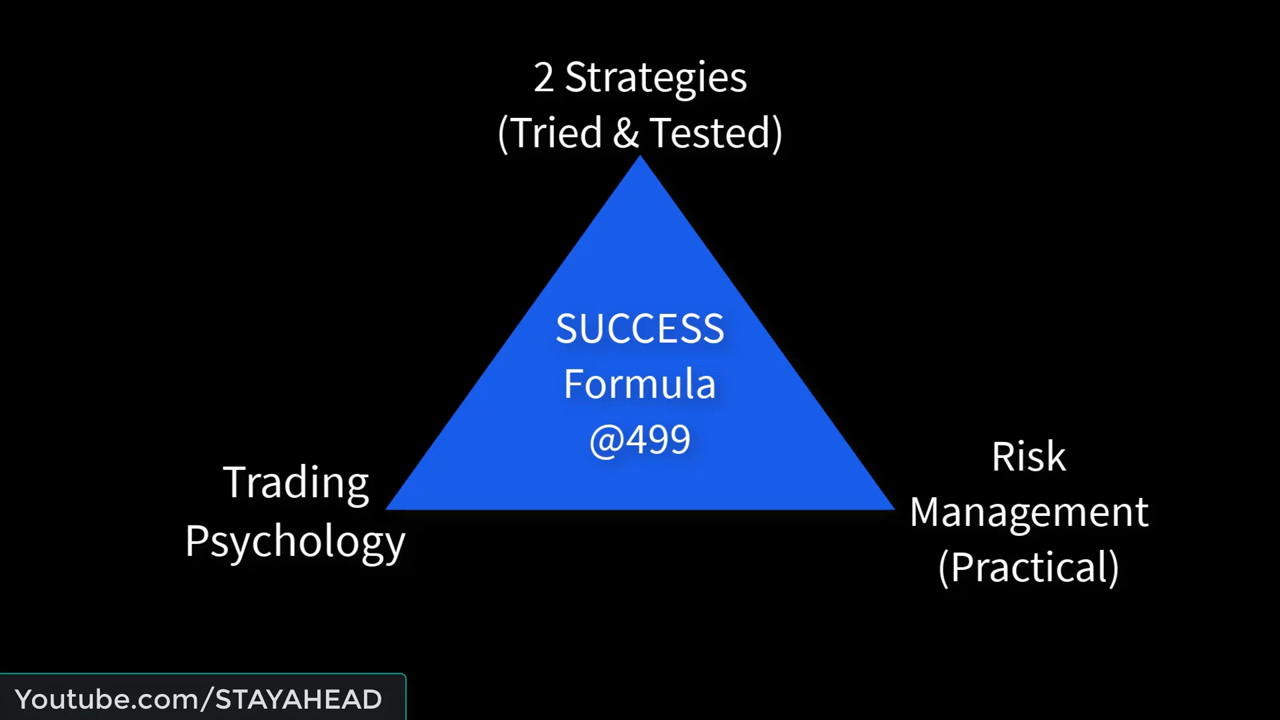 2 Strategies
(Tried & Tested)
SUCCESS
Formula
@499
Trading
Psychology
Risk
Management
(Practical)
Youtube.com/STAYAHEAD